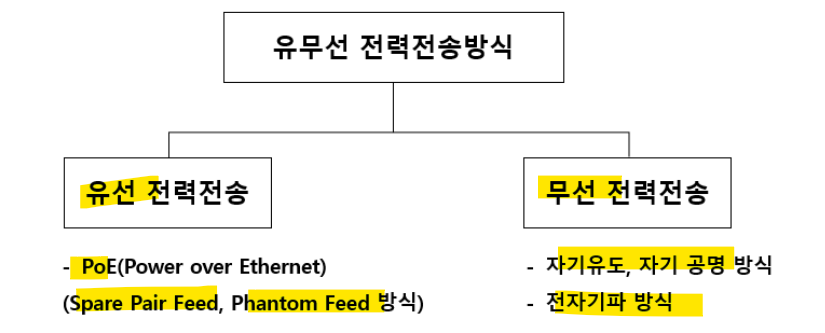 유무선 전력전송방식
유선 전력전송
무선 전력전송
- PoE(Power over Ethernet)
(Spare Pair Feed, Phantom Feed 방식)
- 자기유도, 자기 공명 방식
- 전자기파 방식